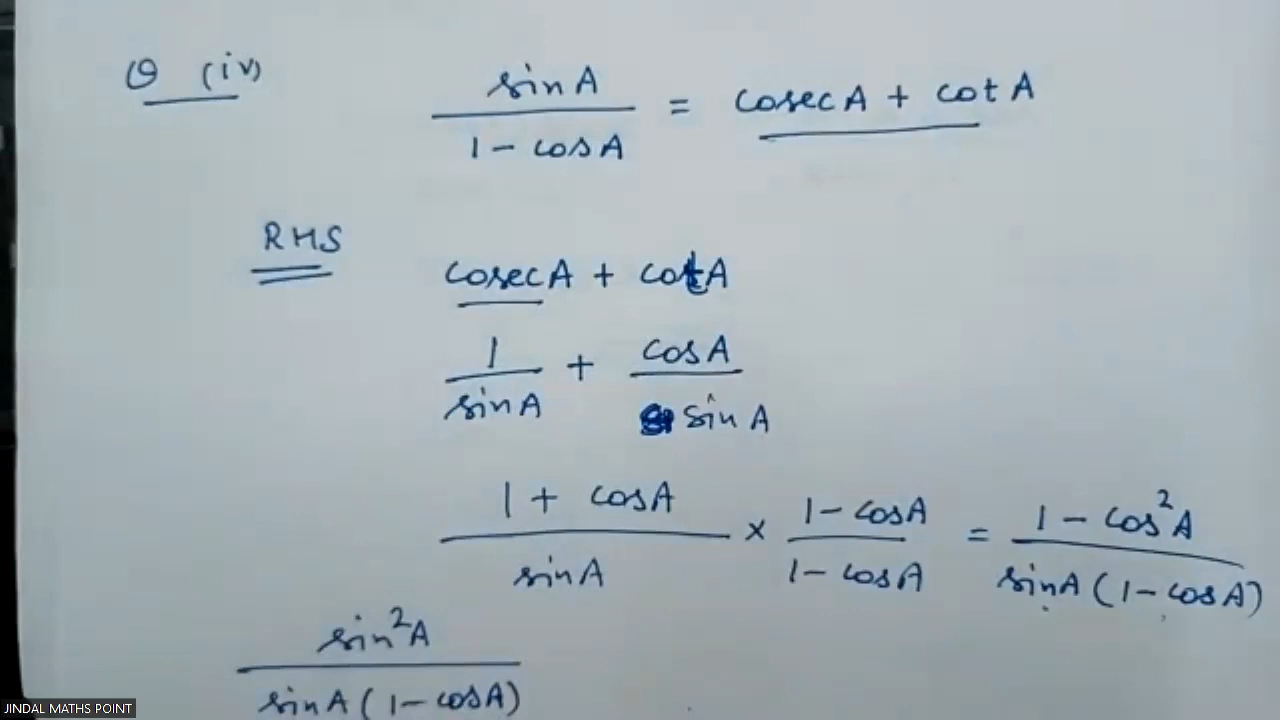 Q (iv) sinA / 1 - cosA = cosecA + cotA
RHS cosecA + cotA
1 / sinA + cosA / sinA
1 + cosA / sinA × 1 - cosA / 1 - cosA = 1 - cos²A / sinA (1 - cosA)
sin²A / sinA (1 - cosA)
JINDAL MATHS POINT